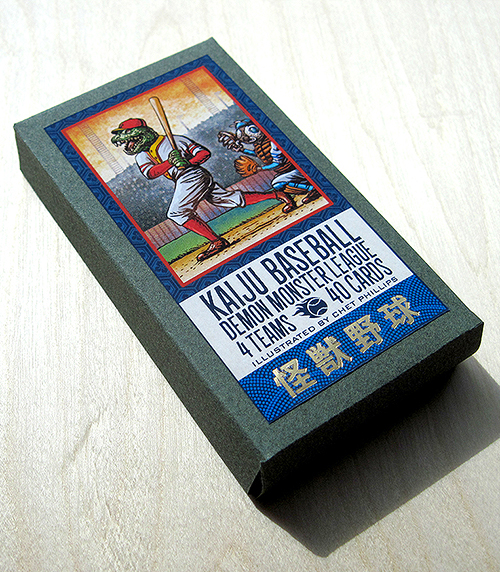 KAIJU BASEBALL
DEMON MONSTER LEAGUE
4 TEAMS 40 CARDS
ILLUSTRATED BY CHET PHILLIPS
怪獣野球